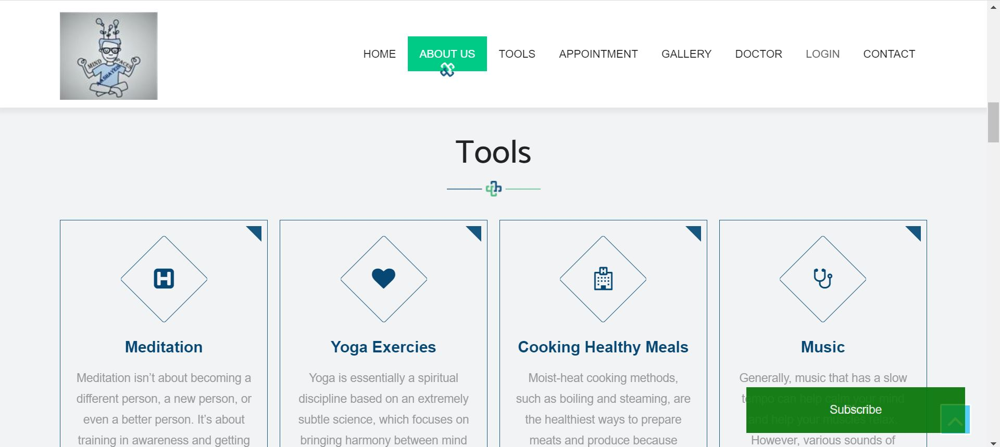 MIND SPACES
AASHAYEIN
HOME
ABOUT US
TOOLS
APPOINTMENT
GALLERY
DOCTOR
LOGIN
CONTACT
Tools
Meditation
Meditation isn’t about becoming a
different person, a new person, or
even a better person. It’s about
training in awareness and getting
Yoga Exercies
Yoga is essentially a spiritual
discipline based on an extremely
subtle science, which focuses on
bringing harmony between mind
Cooking Healthy Meals
Moist-heat cooking methods,
such as boiling and steaming, are
the healthiest ways to prepare
meats and produce because
Music
Generally, music that has a slow
tempo can help calm your mind
and help your muscles relax.
However, various sounds of
Subscribe